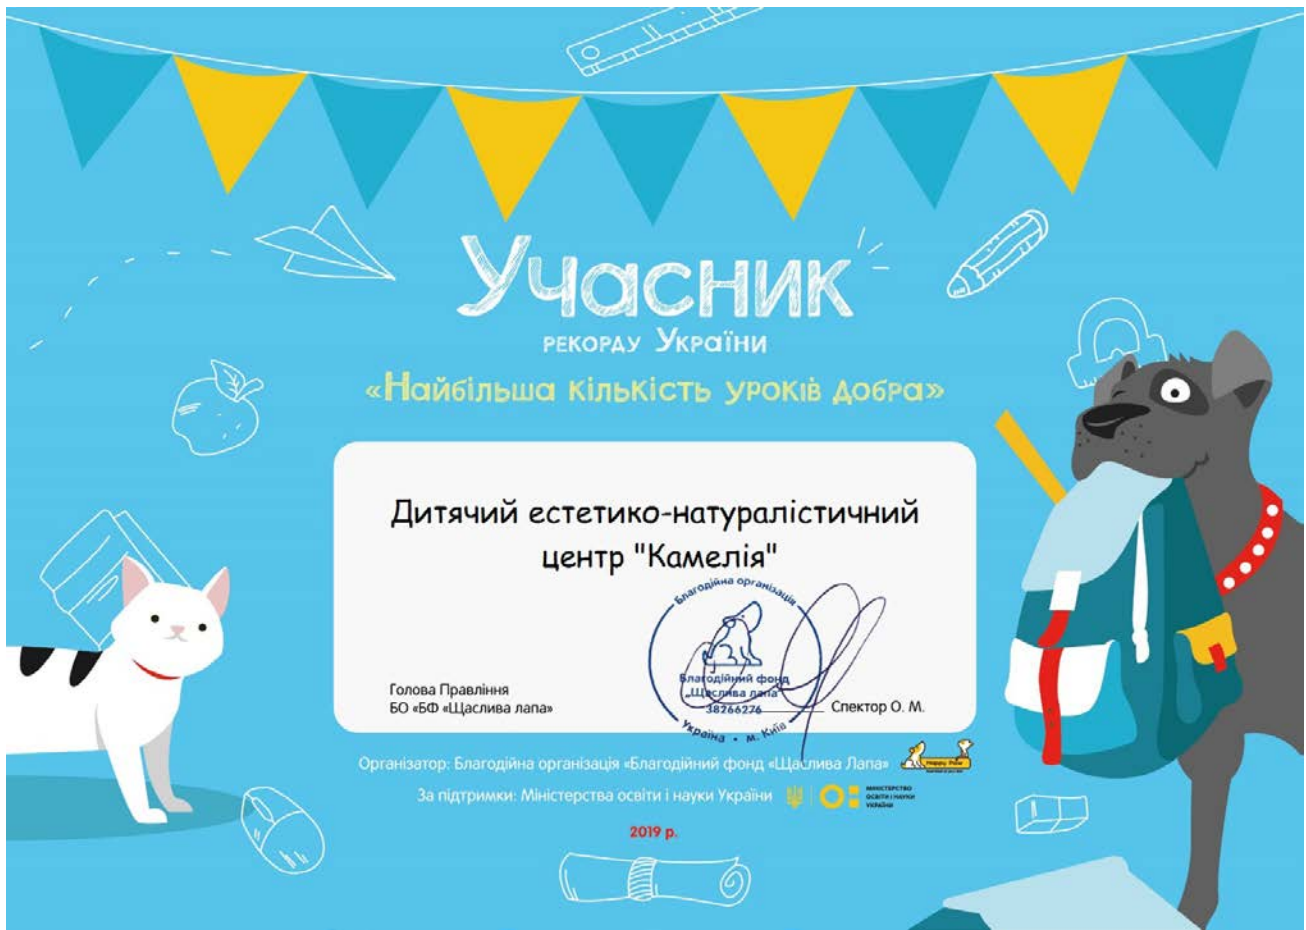 Учасник
рекорду України
«Найбільша кількість уроків добра»
Дитячий естетико-натуралістичний
центр "Камелія"
Благодійна організація
Благодійний фонд
„Щаслива лапа"
38266276
Україна • м. Київ
Голова Правління
БО «БФ «Щаслива лапа»
Спектор О. М.
Організатор: Благодійна організація «Благодійний фонд «Щаслива Лапа»
Happy Paw
За підтримки: Міністерства освіти і науки України
МІНІСТЕРСТВО
ОСВІТИ І НАУКИ
УКРАЇНИ
2019 р.